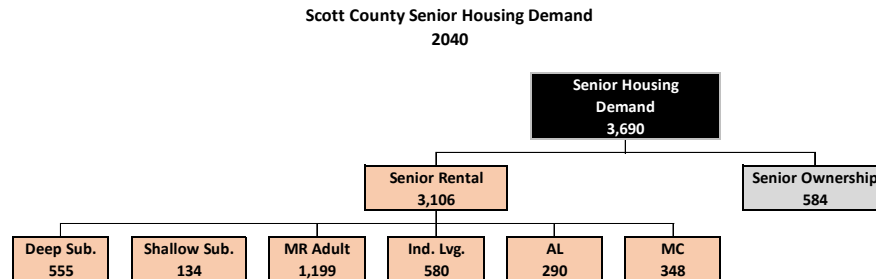 Scott County Senior Housing Demand
2040
Senior Housing
Demand
3,690
Senior Rental
3,106
Senior Ownership
584
Deep Sub.
555
Shallow Sub.
134
MR Adult
1,199
Ind. Lvg.
580
AL
290
MC
348